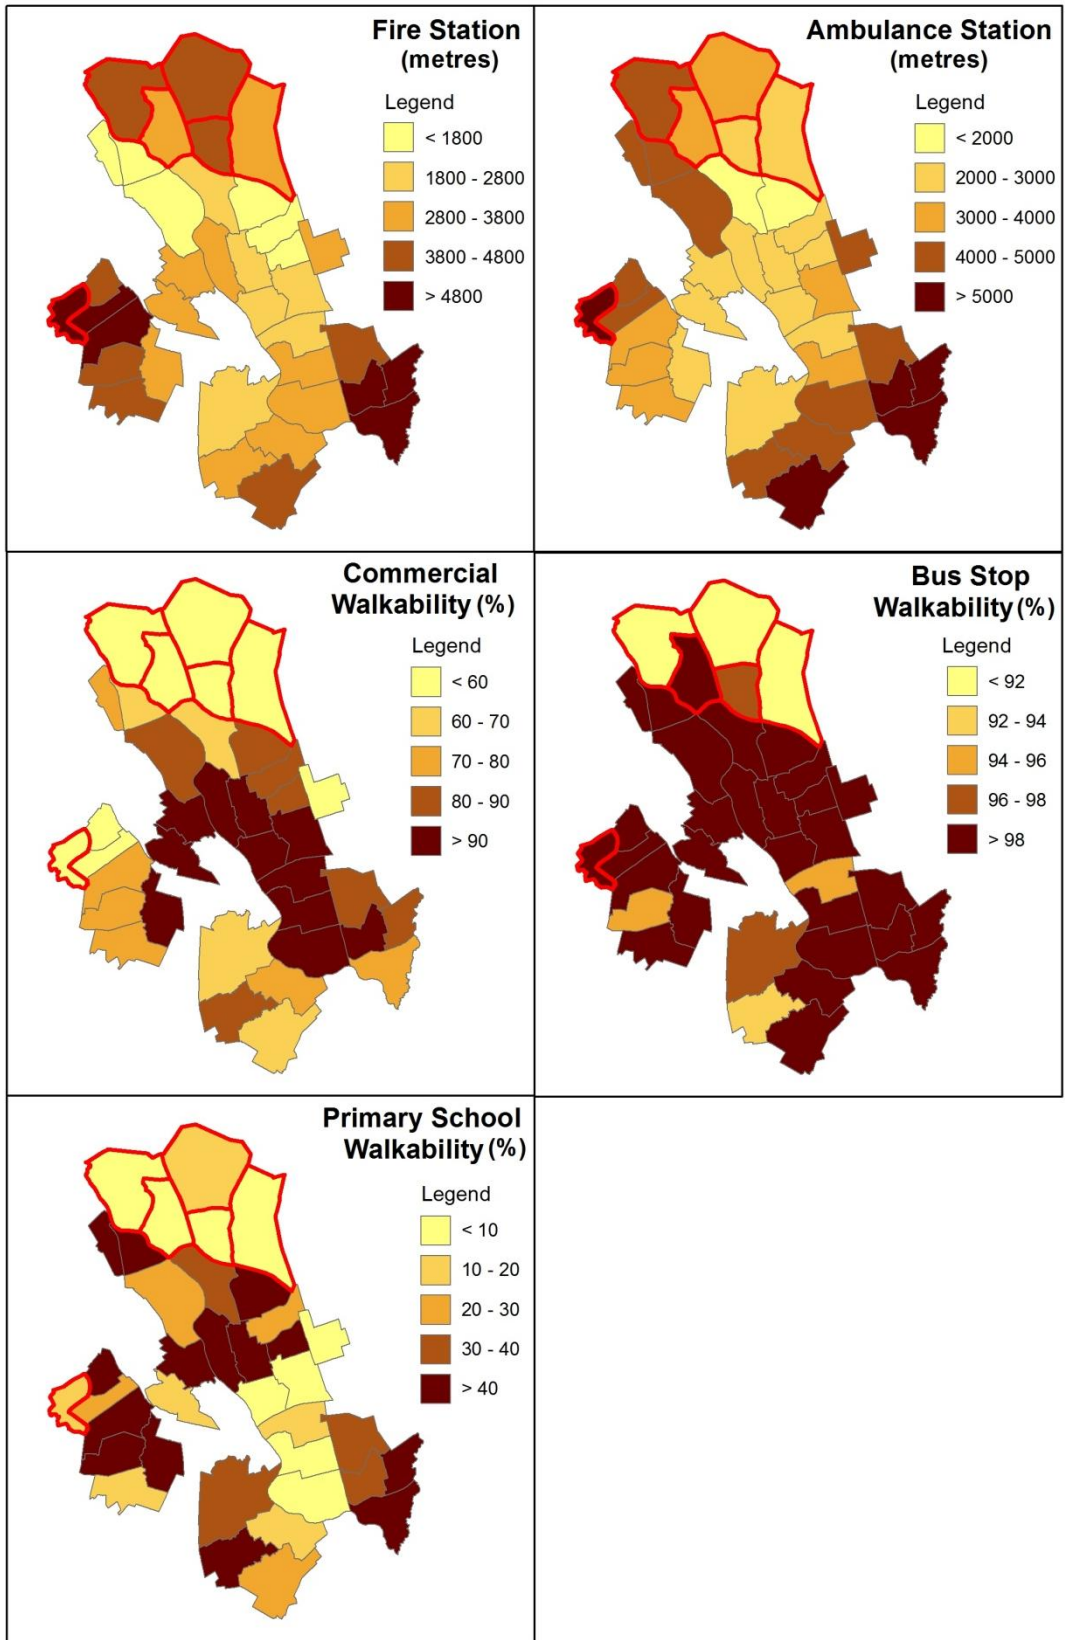 Fire Station
(metres)
Legend
< 1800
1800 - 2800
2800 - 3800
3800 - 4800
> 4800
Ambulance Station
(metres)
Legend
< 2000
2000 - 3000
3000 - 4000
4000 - 5000
> 5000
Commercial
Walkability (%)
Legend
< 60
60 - 70
70 - 80
80 - 90
> 90
Bus Stop
Walkability (%)
Legend
< 92
92 - 94
94 - 96
96 - 98
> 98
Primary School
Walkability (%)
Legend
< 10
10 - 20
20 - 30
30 - 40
> 40